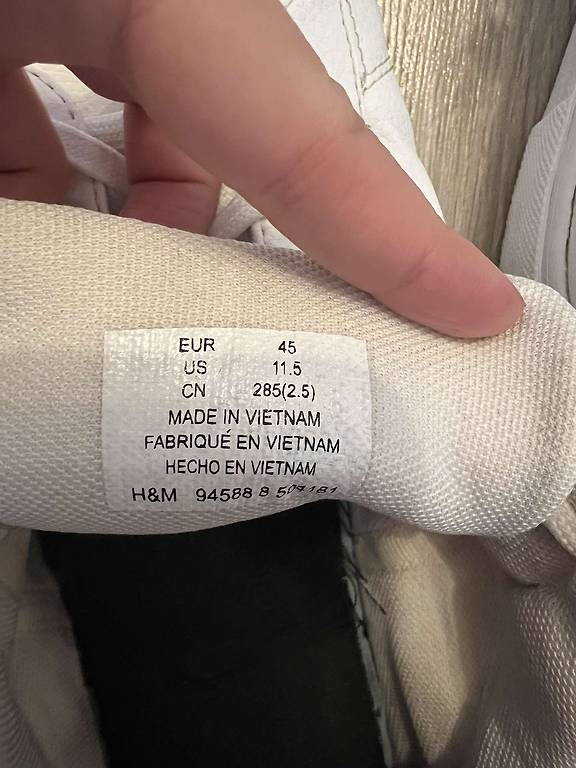 EUR 45
US 11.5
CN 285(2.5)
MADE IN VIETNAM
FABRIQUÉ EN VIETNAM
HECHO EN VIETNAM
H&M 94588 8